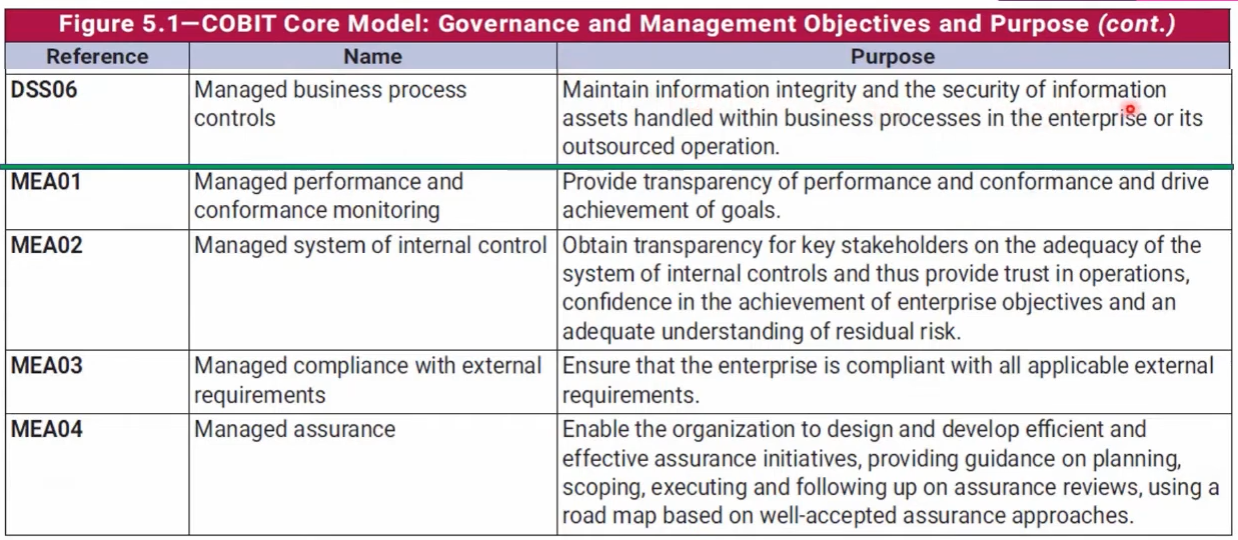 Figure 5.1—COBIT Core Model: Governance and Management Objectives and Purpose (cont.)
Reference Name Purpose
DSS06 Managed business process Maintain information integrity and the security of information
controls assets handled within business processes in the enterprise or its
outsourced operation.
MEA01 Managed performance and Provide transparency of performance and conformance and drive
conformance monitoring achievement of goals.
MEA02 Managed system of internal control Obtain transparency for key stakeholders on the adequacy of the
system of internal controls and thus provide trust in operations,
confidence in the achievement of enterprise objectives and an
adequate understanding of residual risk.
MEA03 Managed compliance with external Ensure that the enterprise is compliant with all applicable external
requirements requirements.
MEA04 Managed assurance Enable the organization to design and develop efficient and
effective assurance initiatives, providing guidance on planning,
scoping, executing and following up on assurance reviews, using a
road map based on well-accepted assurance approaches.